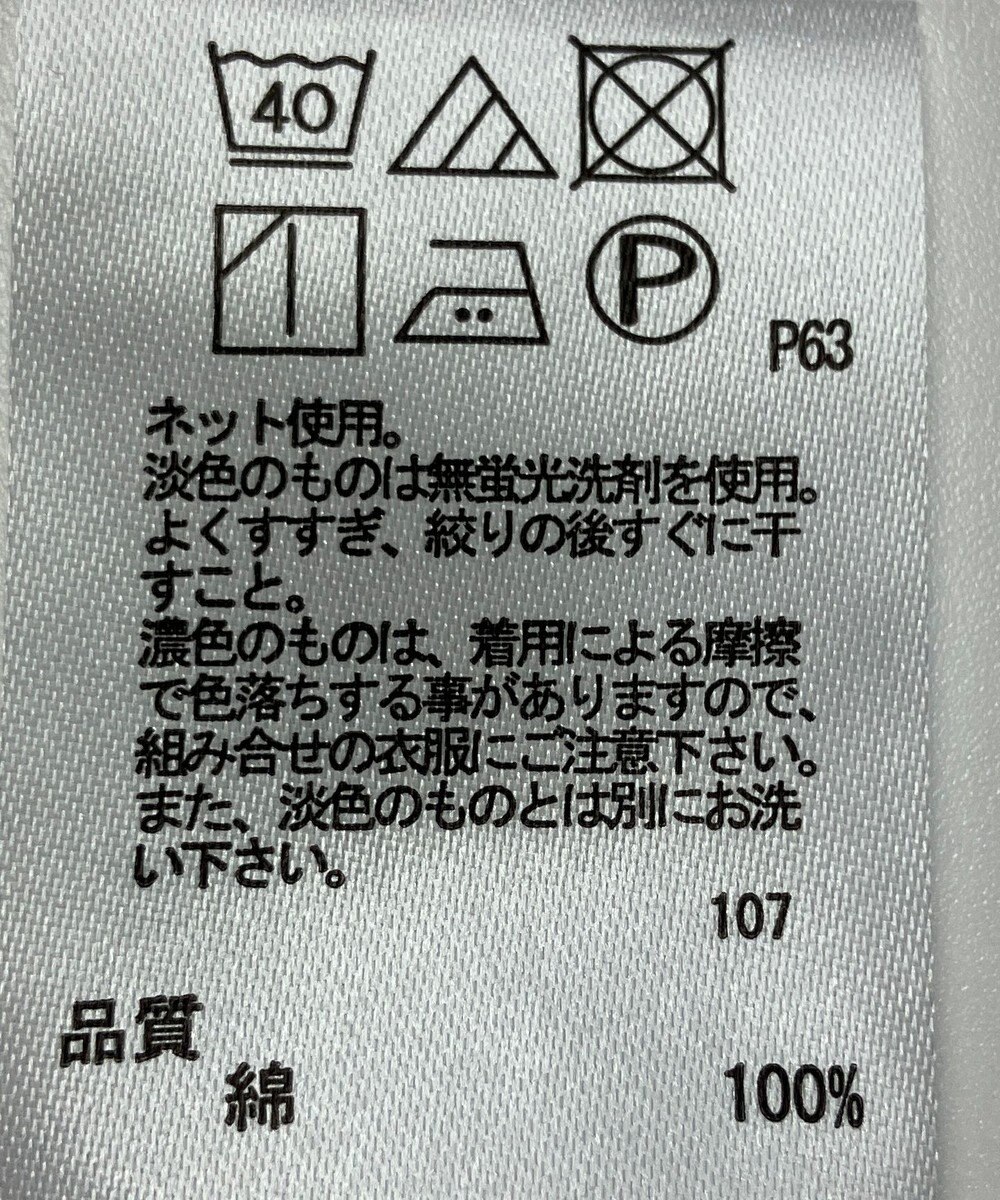 40
P
P63
ネット使用。
淡色のものは無蛍光洗剤を使用。
よくすすぎ、絞りの後すぐに干
すこと。
濃色のものは、着用による摩擦
で色落ちする事がありますので、
組み合せの衣服にご注意下さい。
また、淡色のものとは別にお洗
い下さい。
107
品質
綿 100%